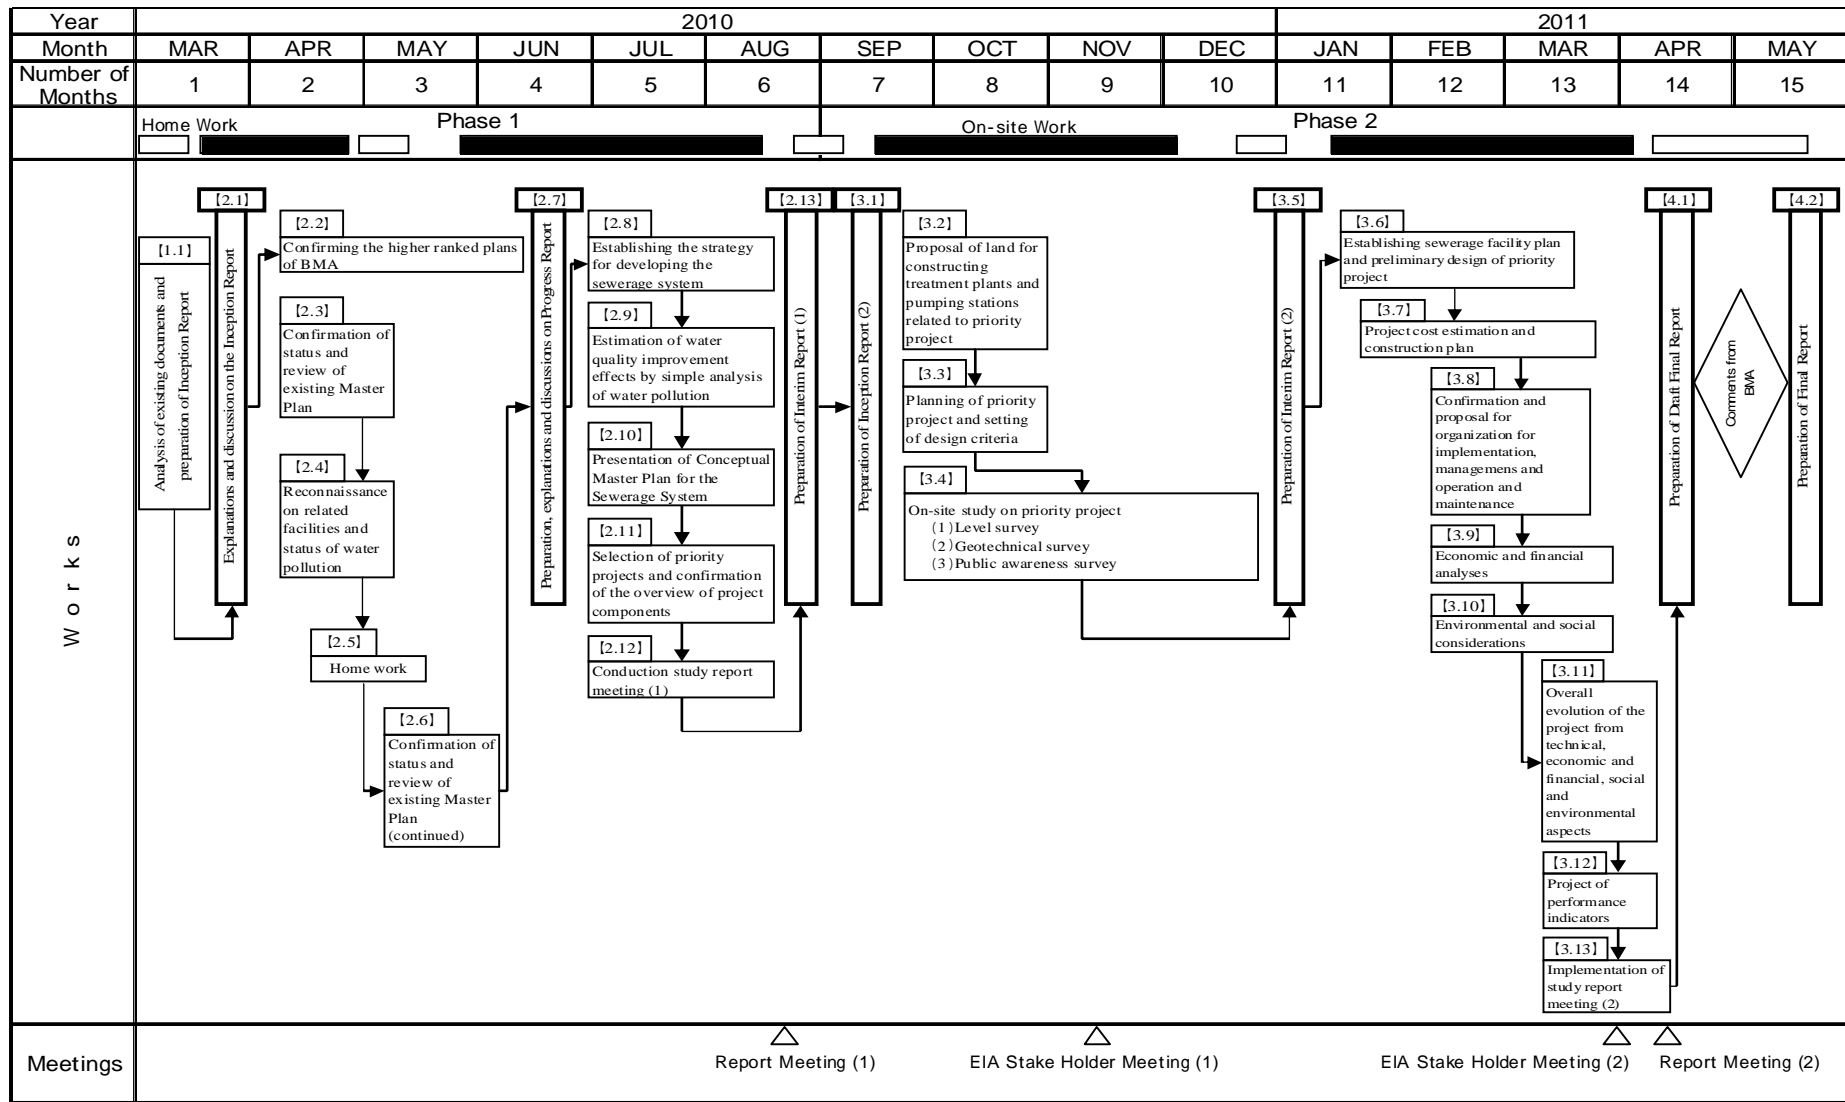 Year
2010
2011
Month
MAR
APR
MAY
JUN
JUL
AUG
SEP
OCT
NOV
DEC
JAN
FEB
MAR
APR
MAY
Number of
Months
1
2
3
4
5
6
7
8
9
10
11
12
13
14
15
Home Work
Phase 1
On-site Work
Phase 2
Works
【1.1】
Analysis of existing documents and
preparation of Inception Report
【2.1】
Explanations and discussion on the Inception Report
【2.2】
Confirming the higher ranked plans
of BMA
【2.3】
Confirmation of
status and
review of
existing Master
Plan
【2.4】
Reconnaissance
on related
facilities and
status of water
pollution
【2.5】
Home work
【2.6】
Confirmation of
status and
review of
existing Master
Plan
(continued)
【2.7】
Preparation, explanations and discussions on Progress Report
【2.8】
Establishing the strategy
for developing the
sewerage system
【2.9】
Estimation of water
quality improvement
effects by simple analysis
of water pollution
【2.10】
Presentation of Conceptual
Master Plan for the
Sewerage System
【2.11】
Selection of priority
projects and confirmation
of the overview of project
components
【2.12】
Conduction study report
meeting (1)
【2.13】
Preparation of Interim Report (1)
【3.1】
Preparation of Inception Report (2)
【3.2】
Proposal of land for
constructing
treatment plants and
pumping stations
related to priority
project
【3.3】
Planning of priority
project and setting
of design criteria
【3.4】
On-site study on priority project
(1) Level survey
(2) Geotechnical survey
(3) Public awareness survey
【3.5】
Preparation of Interim Report (2)
【3.6】
Establishing sewerage facility plan
and preliminary design of priority
project
【3.7】
Project cost estimation and
construction plan
【3.8】
Confirmation and
proposal for
organization for
implementation,
managemens and
operation and
maintenance
【3.9】
Economic and financial
analyses
【3.10】
Environmental and social
considerations
【3.11】
Overall
evolution of the
project from
technical,
economic and
financial, social
and
environmental
aspects
【3.12】
Project of
performance
indicators
【3.13】
Implementation of
study report
meeting (2)
【4.1】
Preparation of Draft Final Report
Comments from
BMA
【4.2】
Preparation of Final Report
Meetings
Report Meeting (1)
EIA Stake Holder Meeting (1)
EIA Stake Holder Meeting (2)
Report Meeting (2)